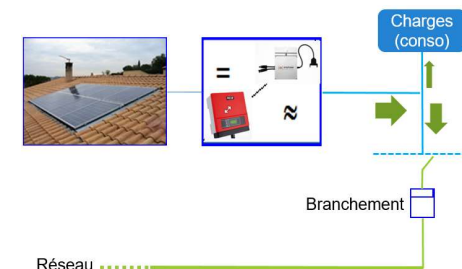 Charges
(conso)
=
≈
Branchement
Réseau